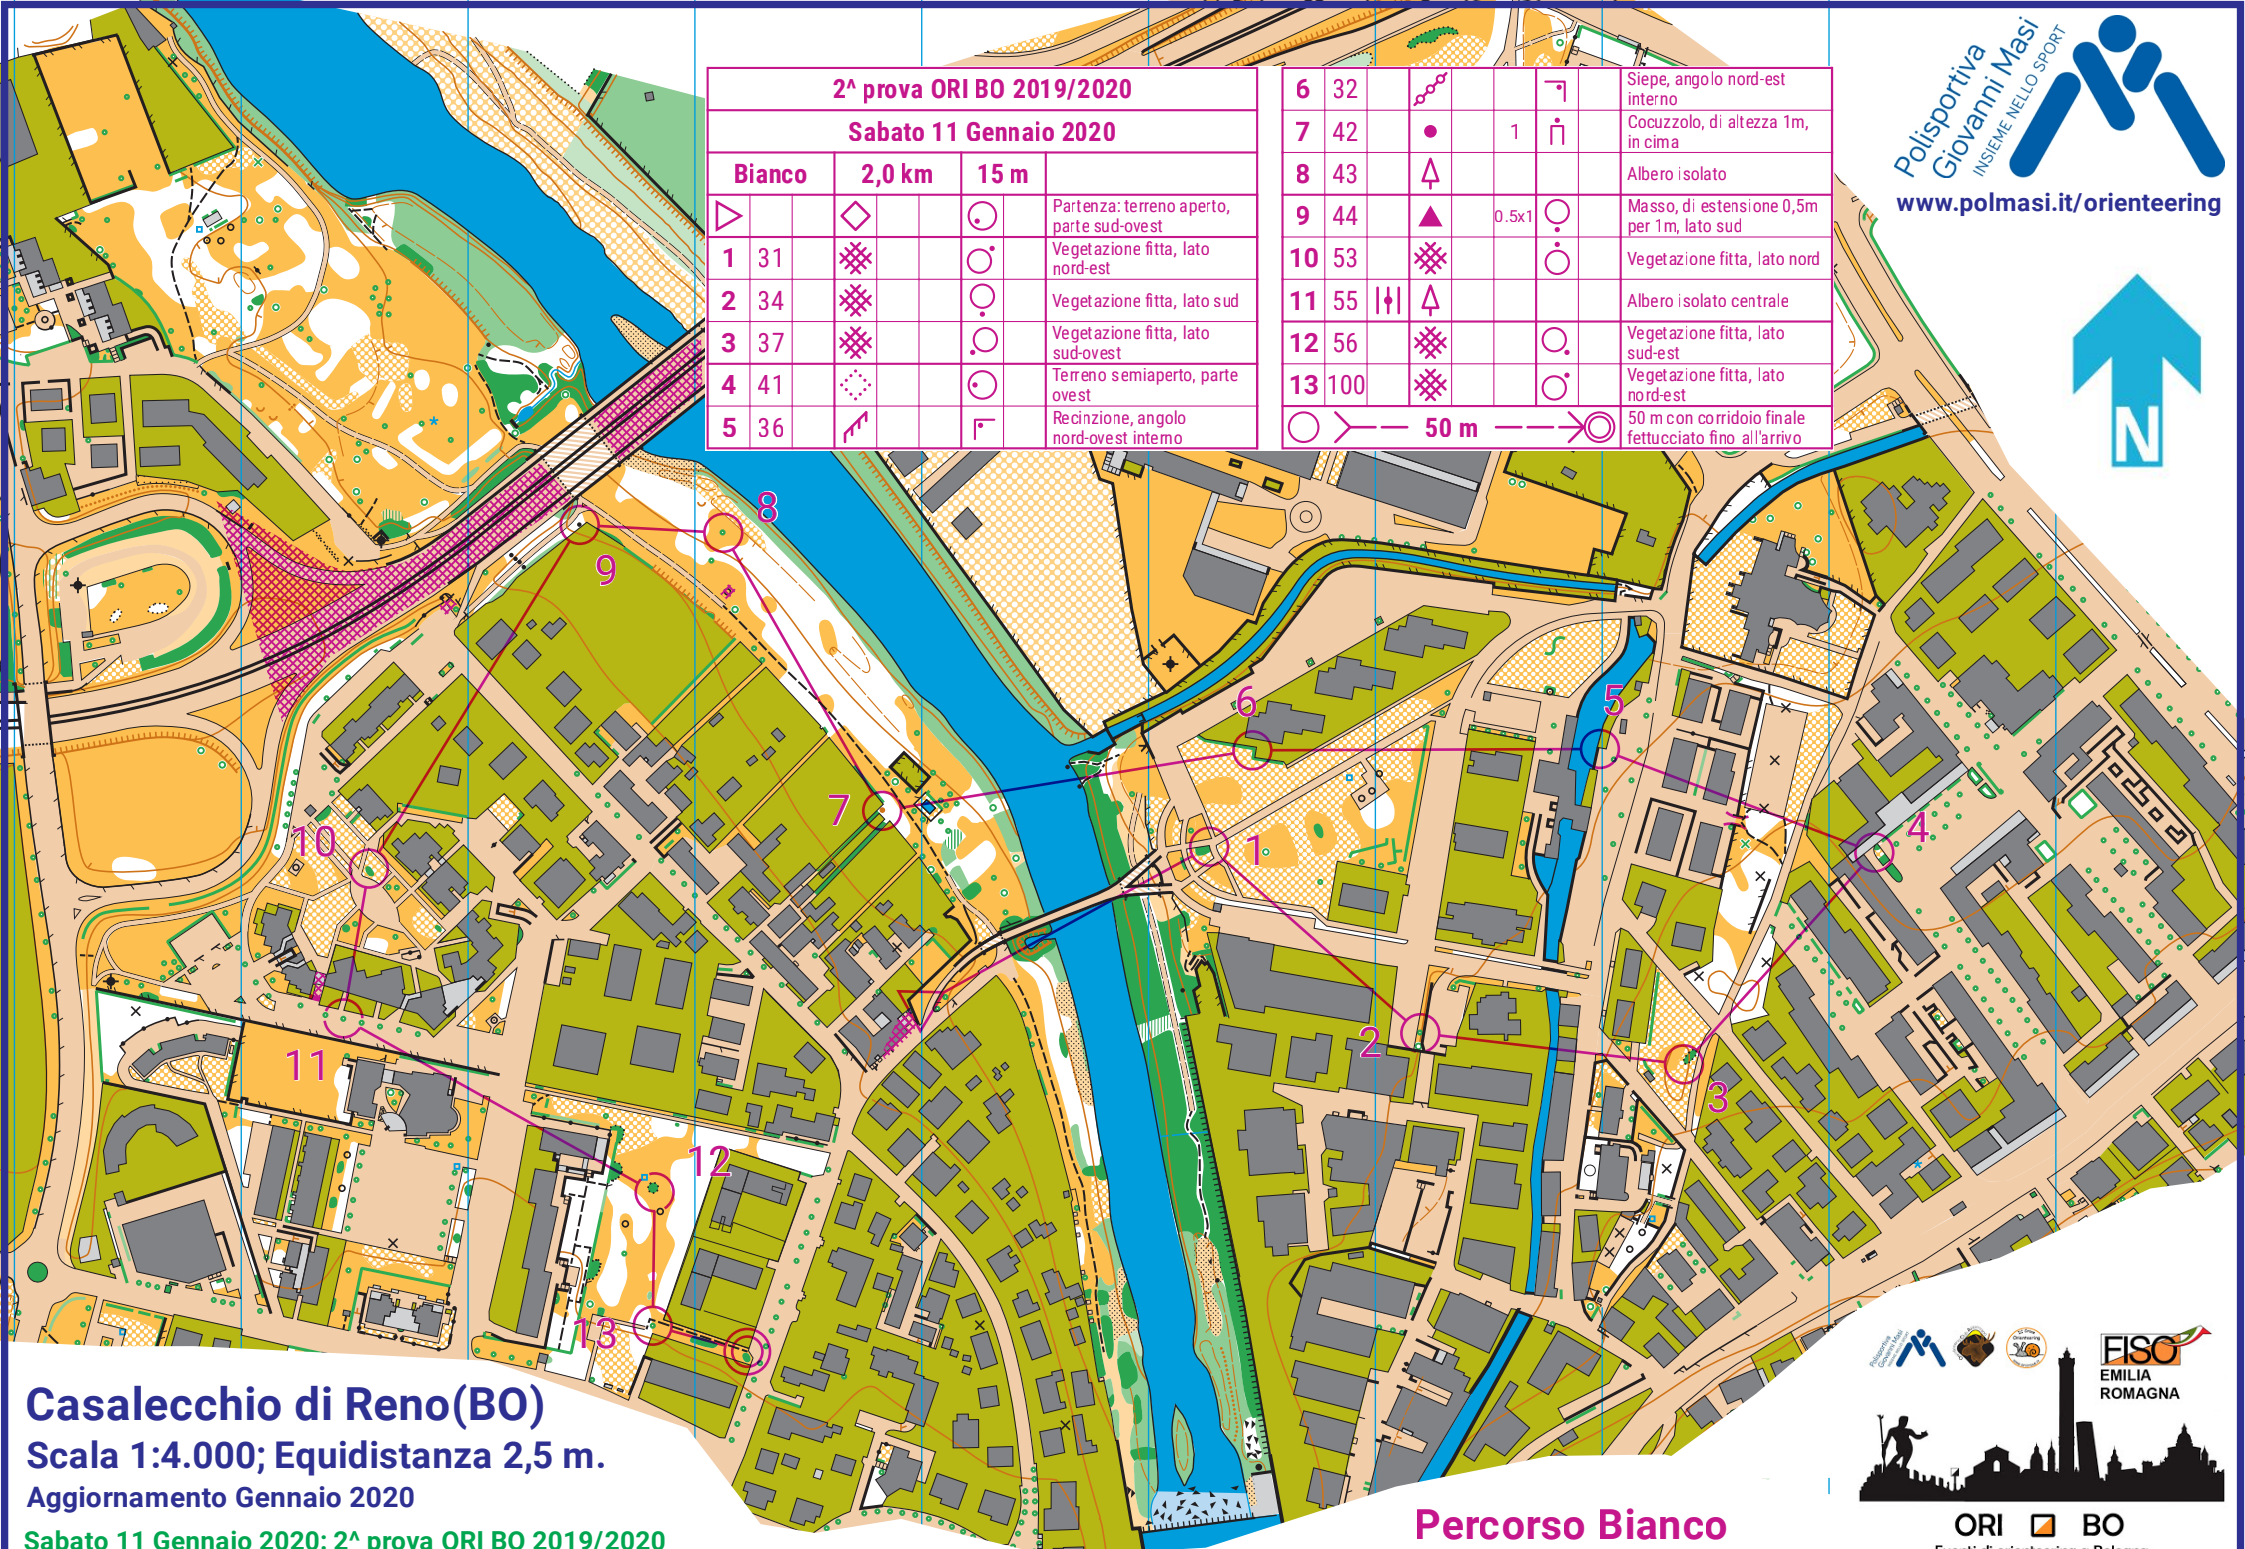 2^ prova ORI BO 2019/2020
Sabato 11 Gennaio 2020
Bianco 2,0 km 15 m
Partenza: terreno aperto,
parte sud-ovest
1 31 Vegetazione fitta, lato
nord-est
2 34 Vegetazione fitta, lato sud
3 37 Vegetazione fitta, lato
sud-ovest
4 41 Terreno semiaperto, parte
ovest
5 36 Recinzione, angolo
nord-ovest interno
6 32 Siepe, angolo nord-est
interno
7 42 1 Cocuzzolo, di altezza 1m,
in cima
8 43 Albero isolato
9 44 0.5x1 Masso, di estensione 0,5m
per 1m, lato sud
10 53 Vegetazione fitta, lato nord
11 55 Albero isolato centrale
12 56 Vegetazione fitta, lato
sud-est
13 100 Vegetazione fitta, lato
nord-est
50 m 50 m con corridoio finale
fettucciato fino all'arrivo
Polisportiva
Giovanni Masi
INSIEME NELLO SPORT
www.polmasi.it/orienteering
N
8
9
6
5
7
10
1
4
2
11
3
12
13
Casalecchio di Reno(BO)
Scala 1:4.000; Equidistanza 2,5 m.
Aggiornamento Gennaio 2020
Sabato 11 Gennaio 2020: 2^ prova ORI BO 2019/2020
Percorso Bianco
Polisportiva
Giovanni Masi
FISO
EMILIA
ROMAGNA
ORI BO
Eventi di orienteering a Bologna